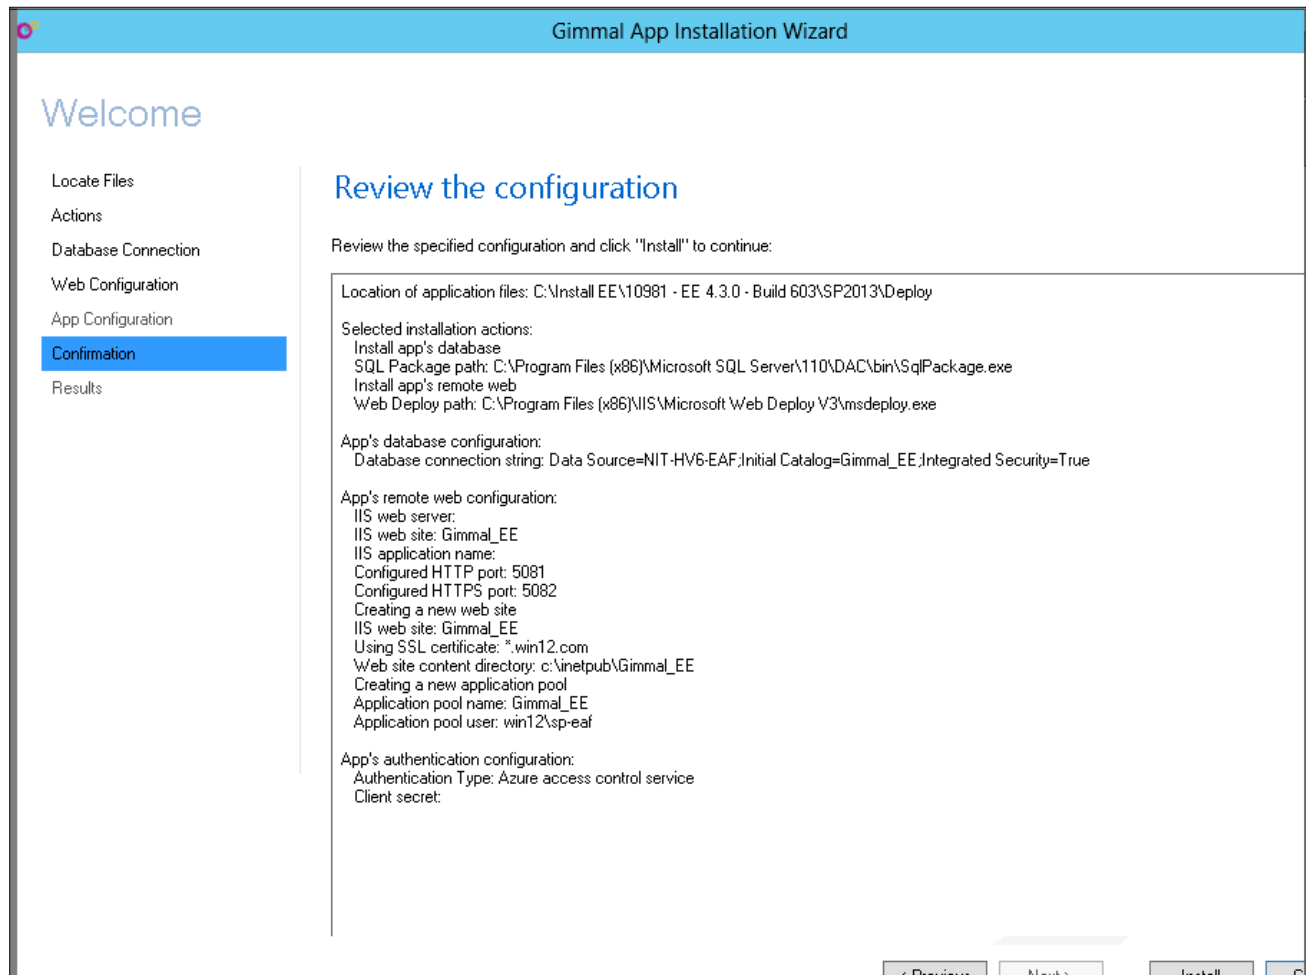 Gimmal App Installation Wizard
Welcome
Locate Files
Actions
Database Connection
Web Configuration
App Configuration
Confirmation
Results
Review the configuration
Review the specified configuration and click "Install" to continue:
Location of application files: C:\Install EE\10981 - EE 4.3.0 - Build 603\SP2013\Deploy
Selected installation actions:
Install app's database
SQL Package path: C:\Program Files (x86)\Microsoft SQL Server\110\DAC\bin\SqlPackage.exe
Install app's remote web
Web Deploy path: C:\Program Files (x86)\IIS\Microsoft Web Deploy V3\msdeploy.exe
App's database configuration:
Database connection string: Data Source=NIT-HV6-EAF;Initial Catalog=Gimmal_EE;Integrated Security=True
App's remote web configuration:
IIS web server:
IIS web site: Gimmal_EE
IIS application name:
Configured HTTP port: 5081
Configured HTTPS port: 5082
Creating a new web site
IIS web site: Gimmal_EE
Using SSL certificate: *.win12.com
Web site content directory: c:\inetpub\Gimmal_EE
Creating a new application pool
Application pool name: Gimmal_EE
Application pool user: win12\sp-eaf
App's authentication configuration:
Authentication Type: Azure access control service
Client secret:
< Previous
Next >
Install